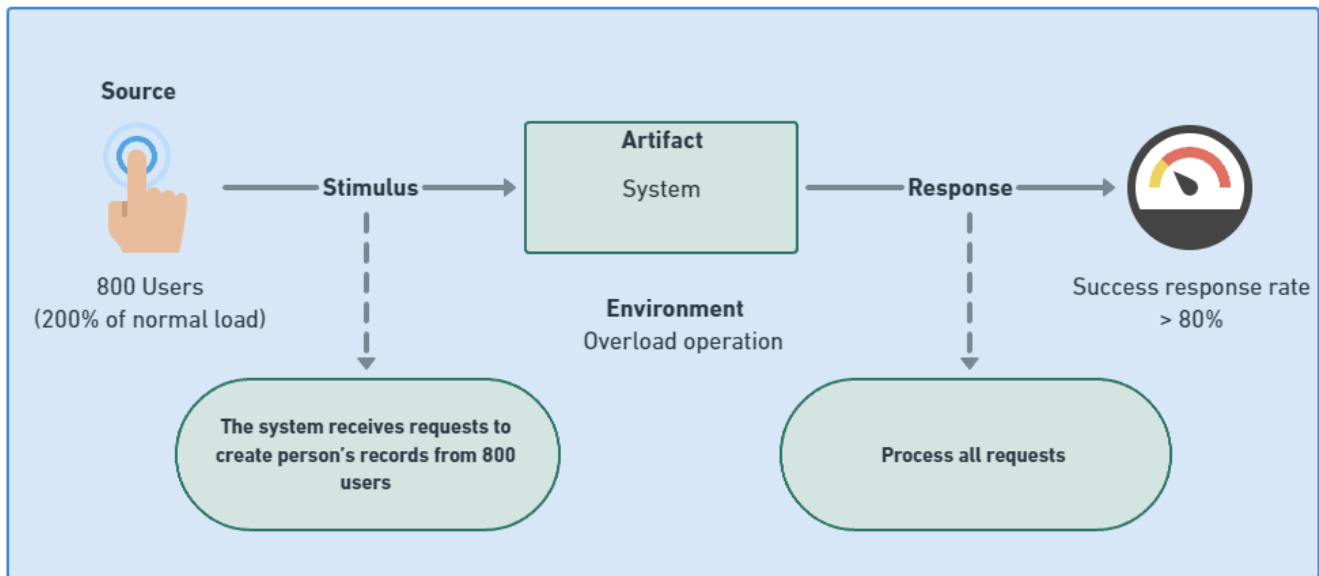 Source
800 Users
(200% of normal load)
Stimulus
The system receives requests to
create person's records from 800
users
Artifact
System
Environment
Overload operation
Response
Process all requests
Success response rate
> 80%